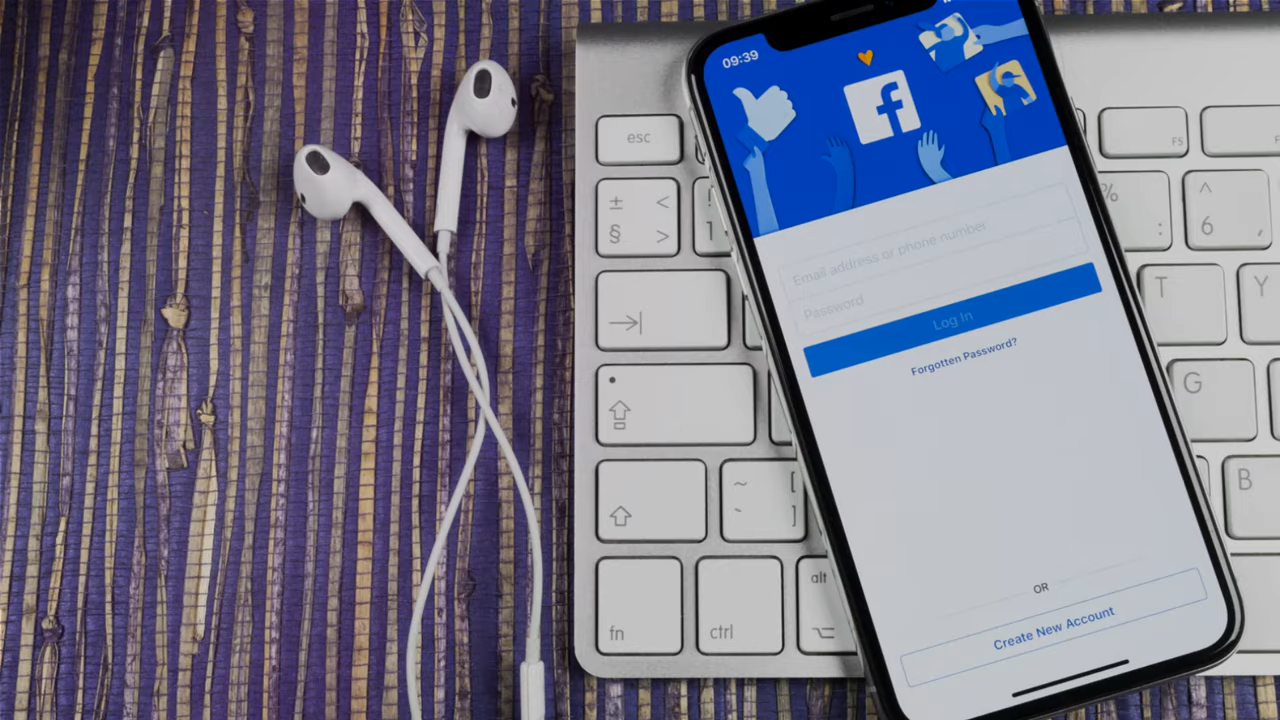 09:39
Email address or phone number
Password
Log In
Forgotten Password?
OR
Create New Account
esc
F5
± <
§ >
!
1
%
:
^
6 ,
T
Y
G
~ [
` ]
B
alt
fn
ctrl